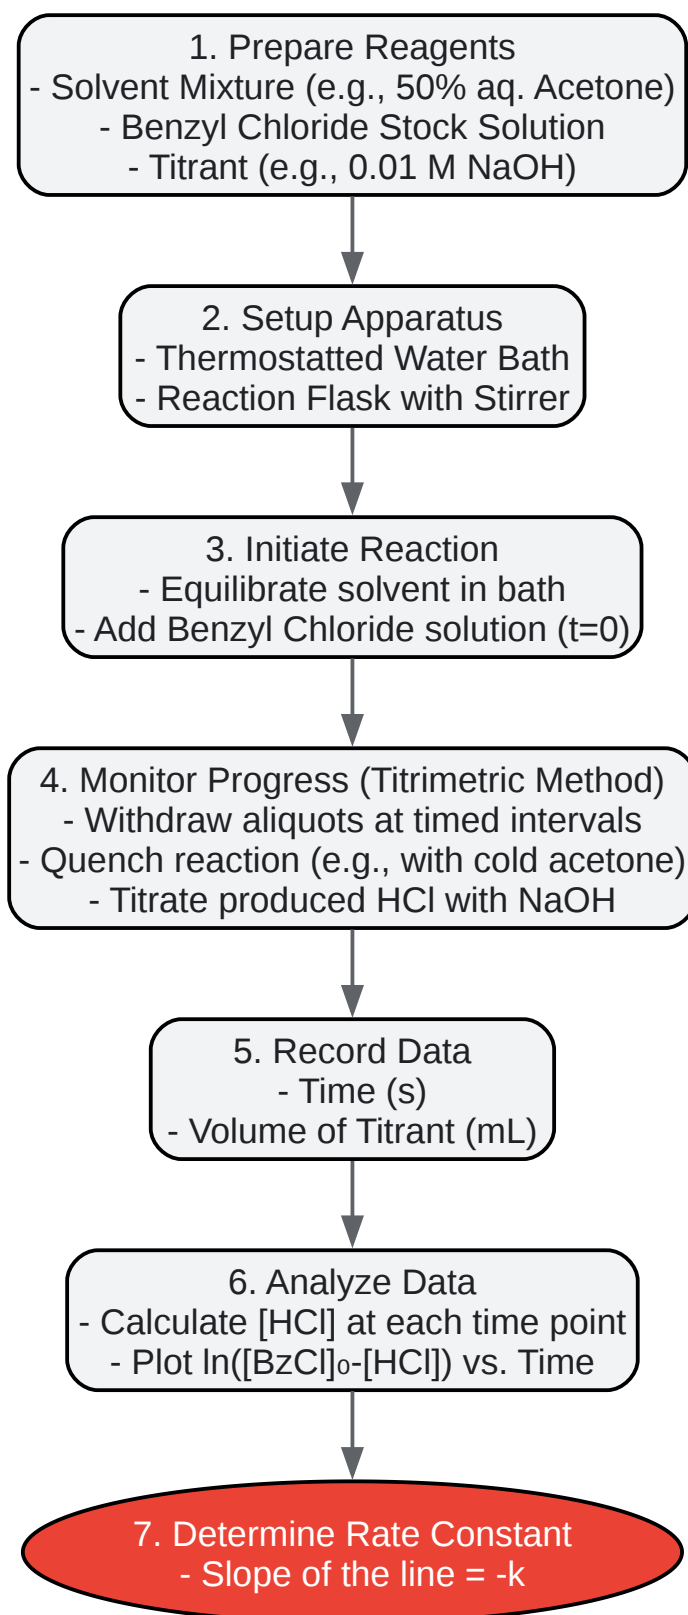 1. Prepare Reagents
- Solvent Mixture (e.g., 50% aq. Acetone)
- Benzyl Chloride Stock Solution
- Titrant (e.g., 0.01 M NaOH)
2. Setup Apparatus
- Thermostatted Water Bath
- Reaction Flask with Stirrer
3. Initiate Reaction
- Equilibrate solvent in bath
- Add Benzyl Chloride solution (t=0)
4. Monitor Progress (Titrimetric Method)
- Withdraw aliquots at timed intervals
- Quench reaction (e.g., with cold acetone)
- Titrate produced HCl with NaOH
5. Record Data
- Time (s)
- Volume of Titrant (mL)
6. Analyze Data
- Calculate [HCl] at each time point
- Plot ln([BzCl]₀-[HCl]) vs. Time
7. Determine Rate Constant
- Slope of the line = -k